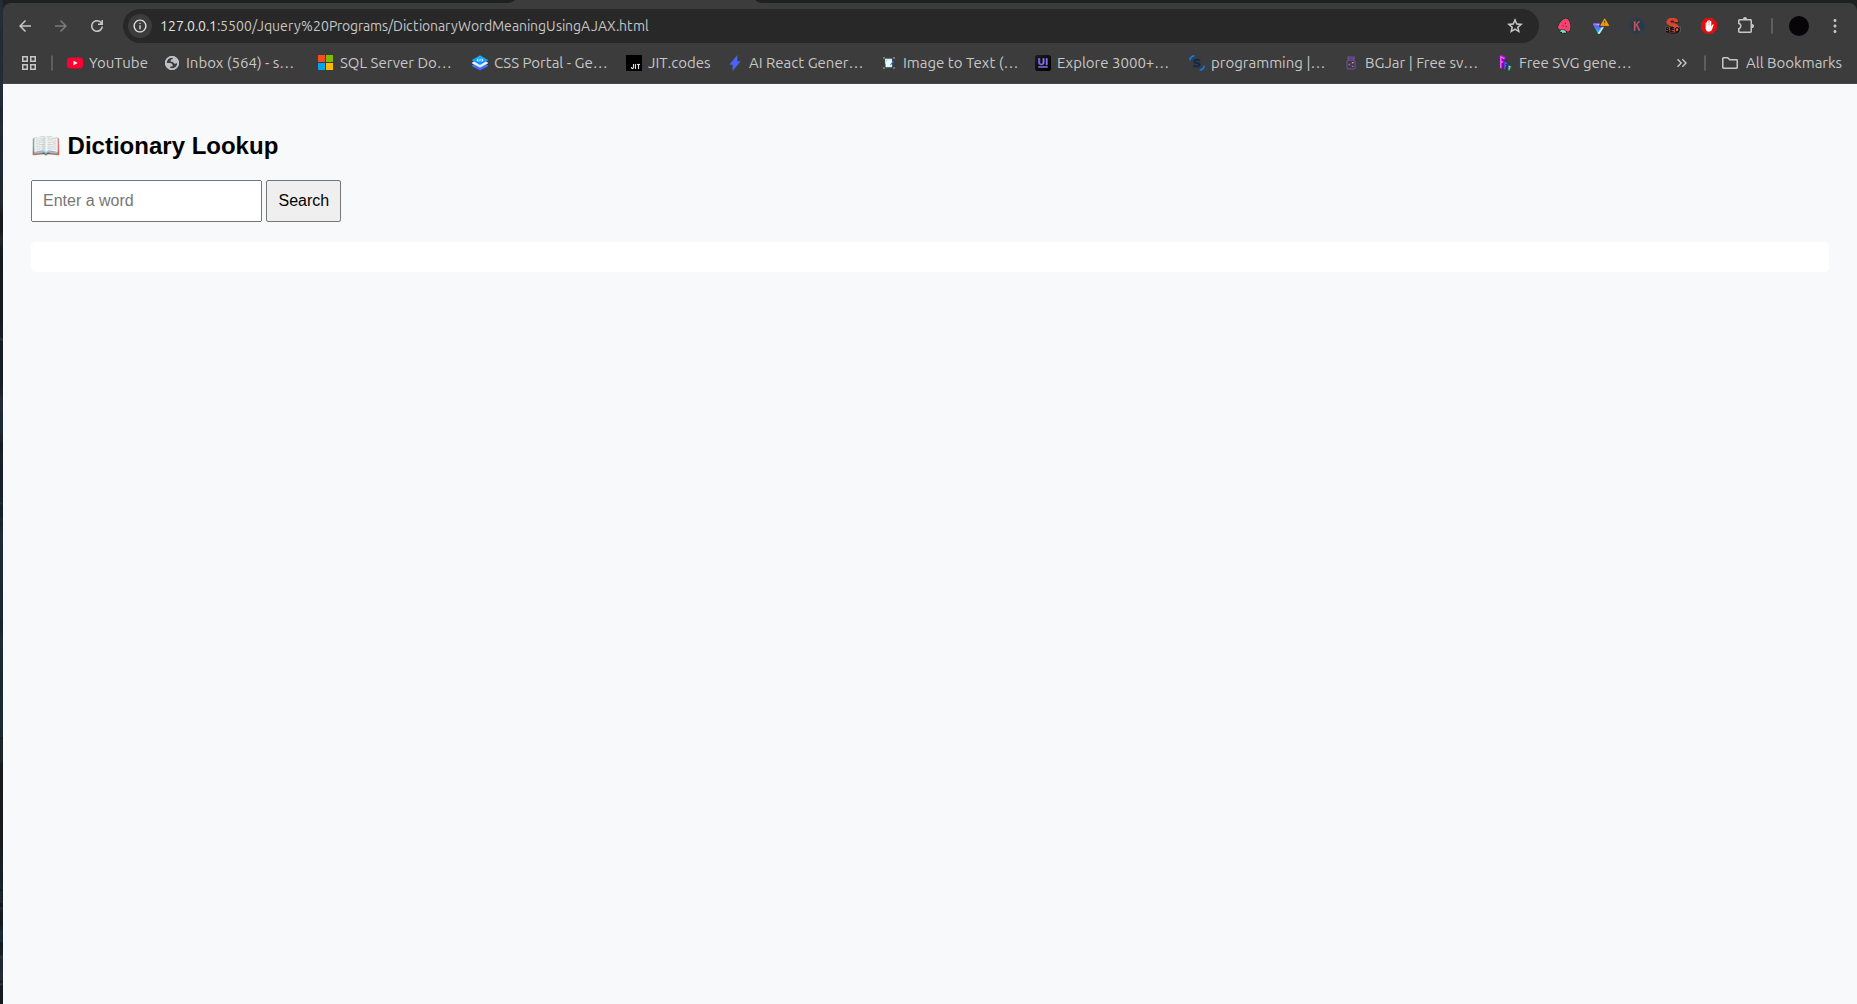 127.0.0.1:5500/Jquery%20Programs/DictionaryWordMeaningUsingAJAX.html
YouTube Inbox (564) - s... SQL Server Do... CSS Portal - Ge... JIT.codes AI React Gener... Image to Text (... Explore 3000+... programming |... BGJar | Free sv... Free SVG gene... » All Bookmarks
Dictionary Lookup
Enter a word Search